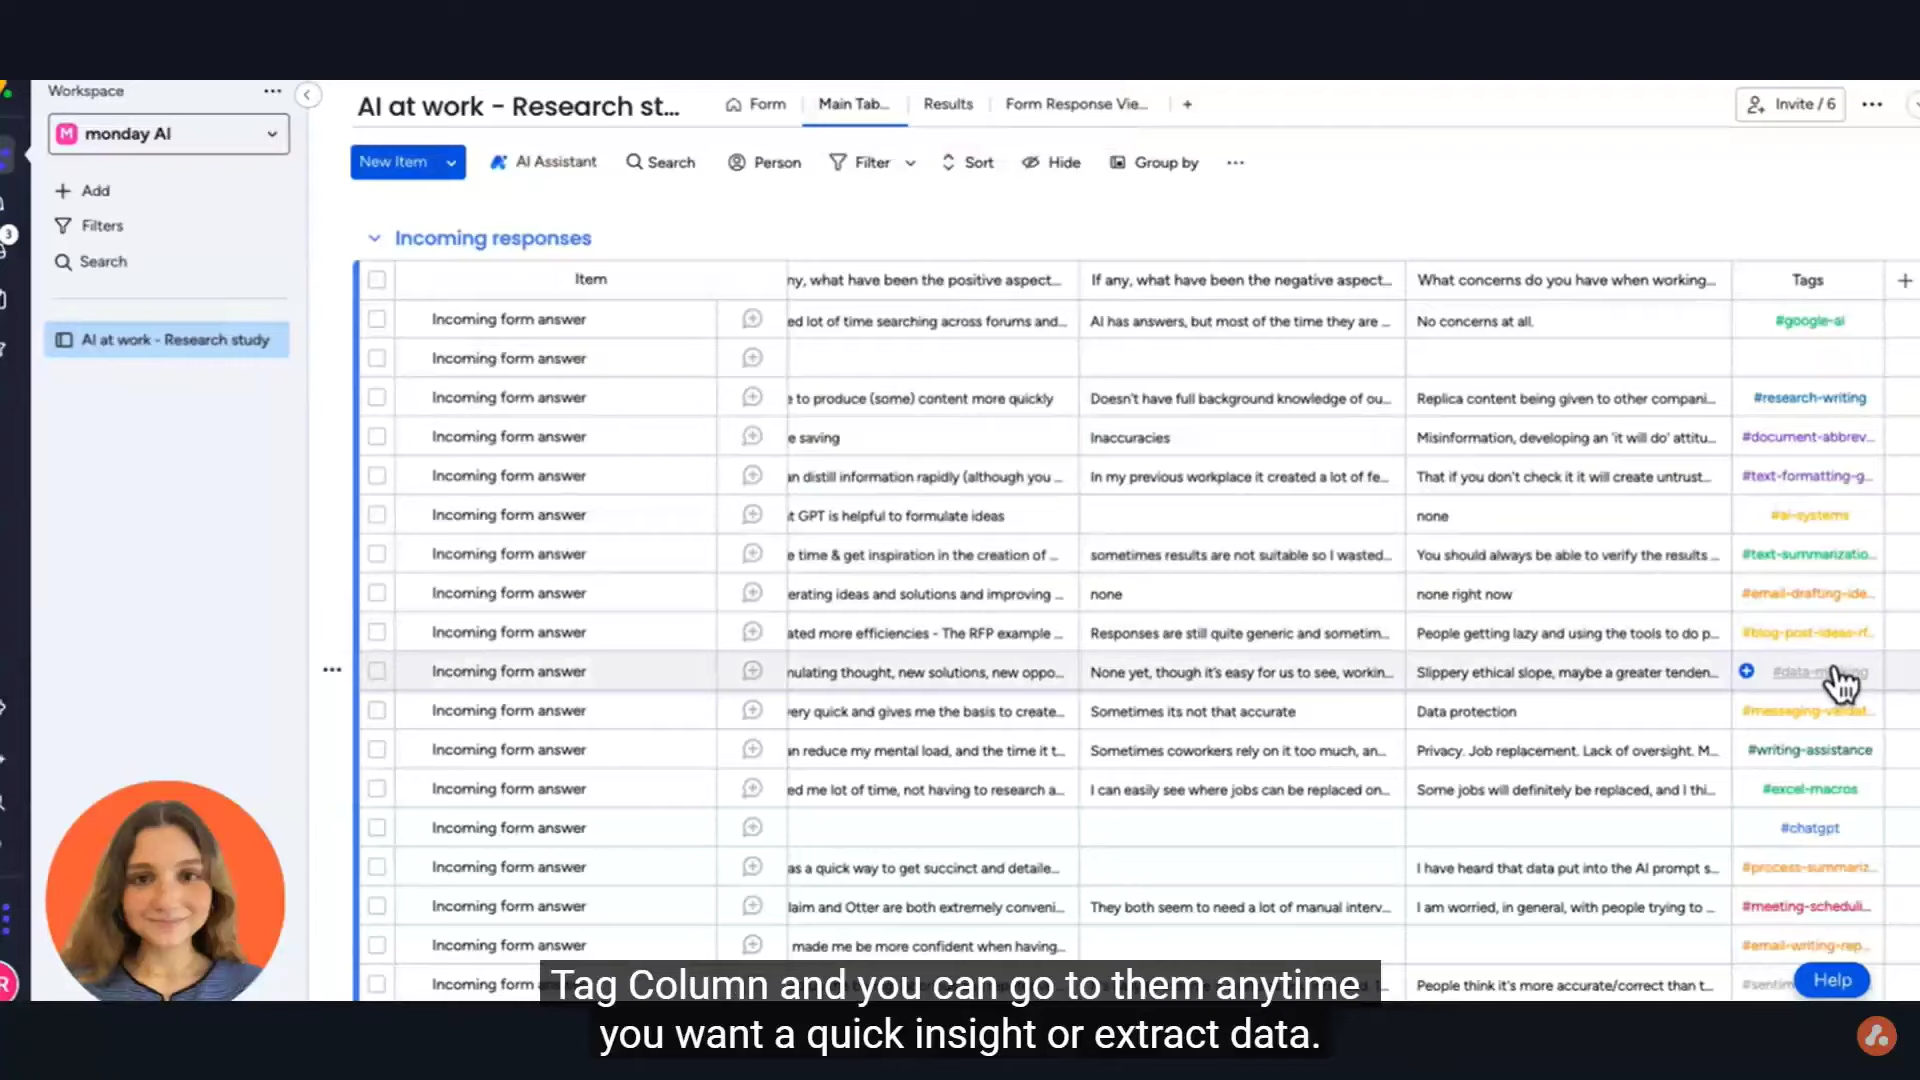 Workspace
M monday AI
Add
Filters
3
Search
AI at work - Research study
AI at work - Research st...
Form
Main Tab...
Results
Form Response Vie...
+
Invite / 6
New Item
AI Assistant
Search
Person
Filter
Sort
Hide
Group by
Incoming responses
Item ny, what have been the positive aspect... If any, what have been the negative aspect... What concerns do you have when working... Tags +
Incoming form answer ed lot of time searching across forums and... AI has answers, but most of the time they are ... No concerns at all. #google-ai
Incoming form answer
Incoming form answer e to produce (some) content more quickly Doesn't have full background knowledge of ou... Replica content being given to other compani... #research-writing
Incoming form answer e saving Inaccuracies Misinformation, developing an 'it will do' attitu... #document-abbrev...
Incoming form answer an distill information rapidly (although you ... In my previous workplace it created a lot of fe... That if you don't check it it will create untrust... #text-formatting-g...
Incoming form answer t GPT is helpful to formulate ideas none #ai-systems
Incoming form answer e time & get inspiration in the creation of ... sometimes results are not suitable so I wasted... You should always be able to verify the results ... #text-summarizatio...
Incoming form answer erating ideas and solutions and improving ... none none right now #email-drafting-ide...
Incoming form answer ated more efficiencies - The RFP example ... Responses are still quite generic and sometim... People getting lazy and using the tools to do p... #blog-post-ideas-rf...
Incoming form answer nulating thought, new solutions, new oppo... None yet, though it's easy for us to see, workin... Slippery ethical slope, maybe a greater tenden...
Incoming form answer ery quick and gives me the basis to create... Sometimes its not that accurate Data protection #messaging-validat...
Incoming form answer an reduce my mental load, and the time it t... Sometimes coworkers rely on it too much, an... Privacy. Job replacement. Lack of oversight. M... #writing-assistance
Incoming form answer ed me lot of time, not having to research a... I can easily see where jobs can be replaced on... Some jobs will definitely be replaced, and I thi... #excel-macros
Incoming form answer #chatgpt
Incoming form answer as a quick way to get succinct and detaile... I have heard that data put into the AI prompt s... #process-summariz...
Incoming form answer laim and Otter are both extremely conveni... They both seem to need a lot of manual interv... I am worried, in general, with people trying to ... #meeting-scheduli...
Incoming form answer made me be more confident when having... #email-writing-rep...
Incoming form People think it's more accurate/correct than t... #sentim
Help
R
Tag Column and you can go to them anytime
you want a quick insight or extract data.